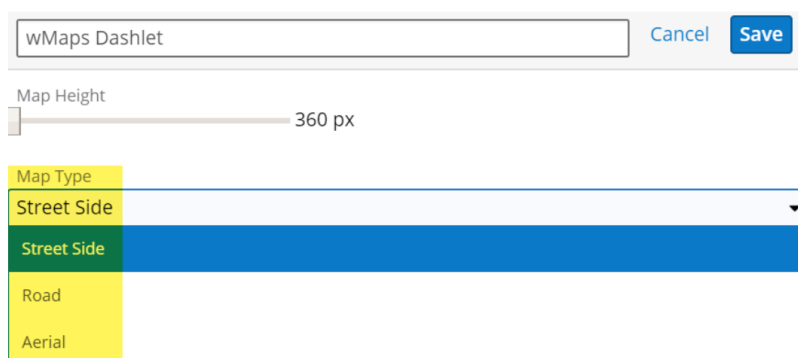 wMaps Dashlet Cancel Save
Map Height
360 px
Map Type
Street Side
Street Side
Road
Aerial